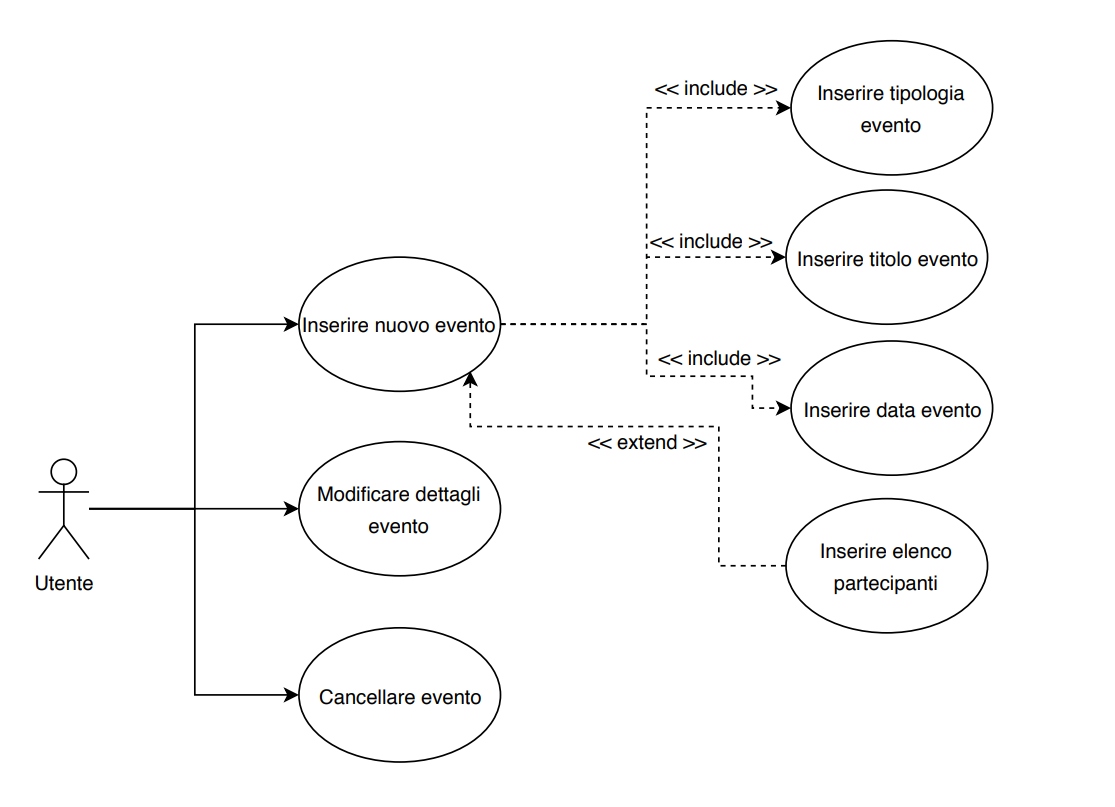 << include >>
Inserire tipologia
evento
<< include >>
Inserire titolo evento
Inserire nuovo evento
<< include >>
Inserire data evento
<< extend >>
Modificare dettagli
evento
Inserire elenco
partecipanti
Utente
Cancellare evento